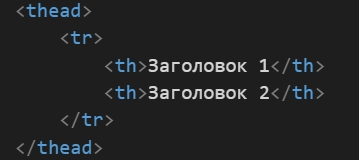 <thead>
    <tr>
        <th>Заголовок 1</th>
        <th>Заголовок 2</th>
    </tr>
</thead>